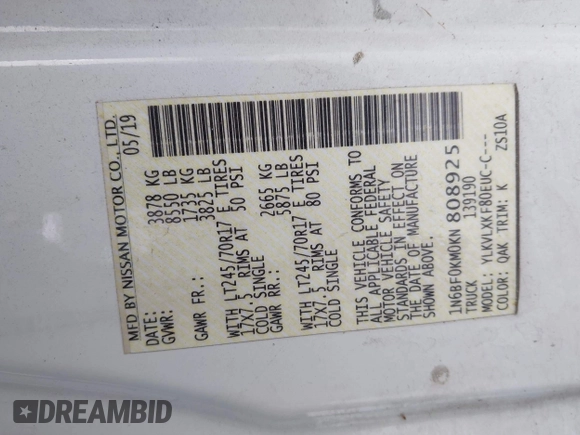 MFD BY NISSAN MOTOR CO., LTD.
DATE: 05/19
GVWR: 3878 KG
8550 LB
GAWR FR.: 1735 KG
3825 LB
WITH LT245/70R17 E TIRES
17X7.5 RIMS AT 50 PSI
COLD SINGLE
GAWR RR.: 2665 KG
5875 LB
WITH LT245/70R17 E TIRES
17X7.5 RIMS AT 80 PSI
COLD SINGLE
THIS VEHICLE CONFORMS TO
ALL APPLICABLE FEDERAL
MOTOR VEHICLE SAFETY
STANDARDS IN EFFECT ON
THE DATE OF MANUFACTURE
SHOWN ABOVE.
1N6BF0KM0KN808925
TRUCK 139190
MODEL: YLKVLXKF80EUC-C---
COLOR: QAK TRIM: K ZS10A
DREAMBID